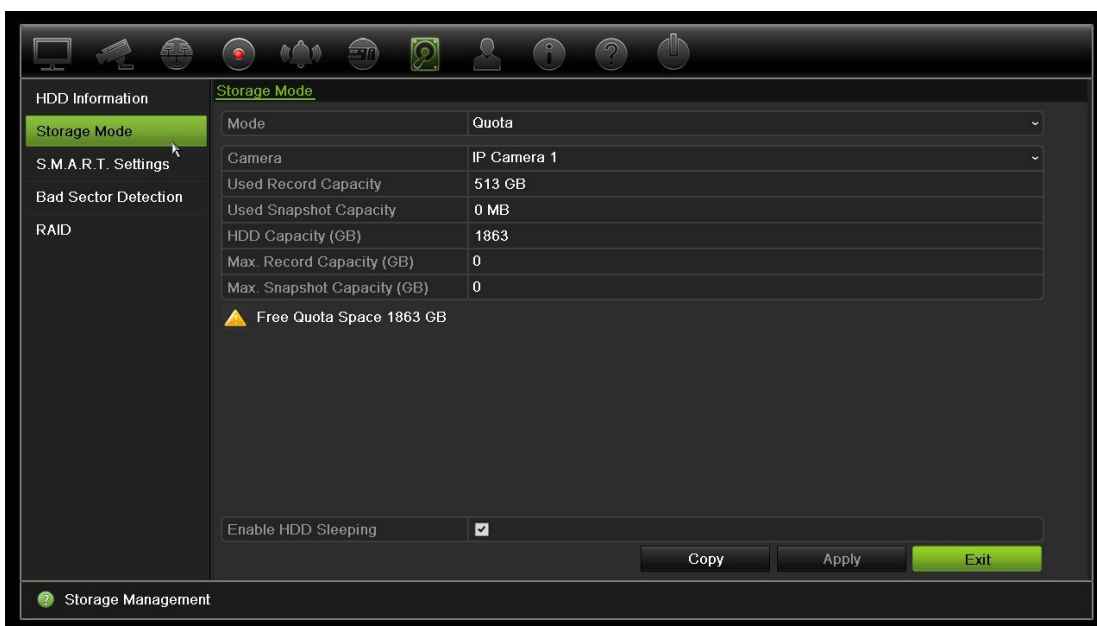 HDD Information
Storage Mode
S.M.A.R.T. Settings
Bad Sector Detection
RAID
Storage Mode
Mode Quota
Camera IP Camera 1
Used Record Capacity 513 GB
Used Snapshot Capacity 0 MB
HDD Capacity (GB) 1863
Max. Record Capacity (GB) 0
Max. Snapshot Capacity (GB) 0
Free Quota Space 1863 GB
Enable HDD Sleeping
Copy Apply Exit
Storage Management